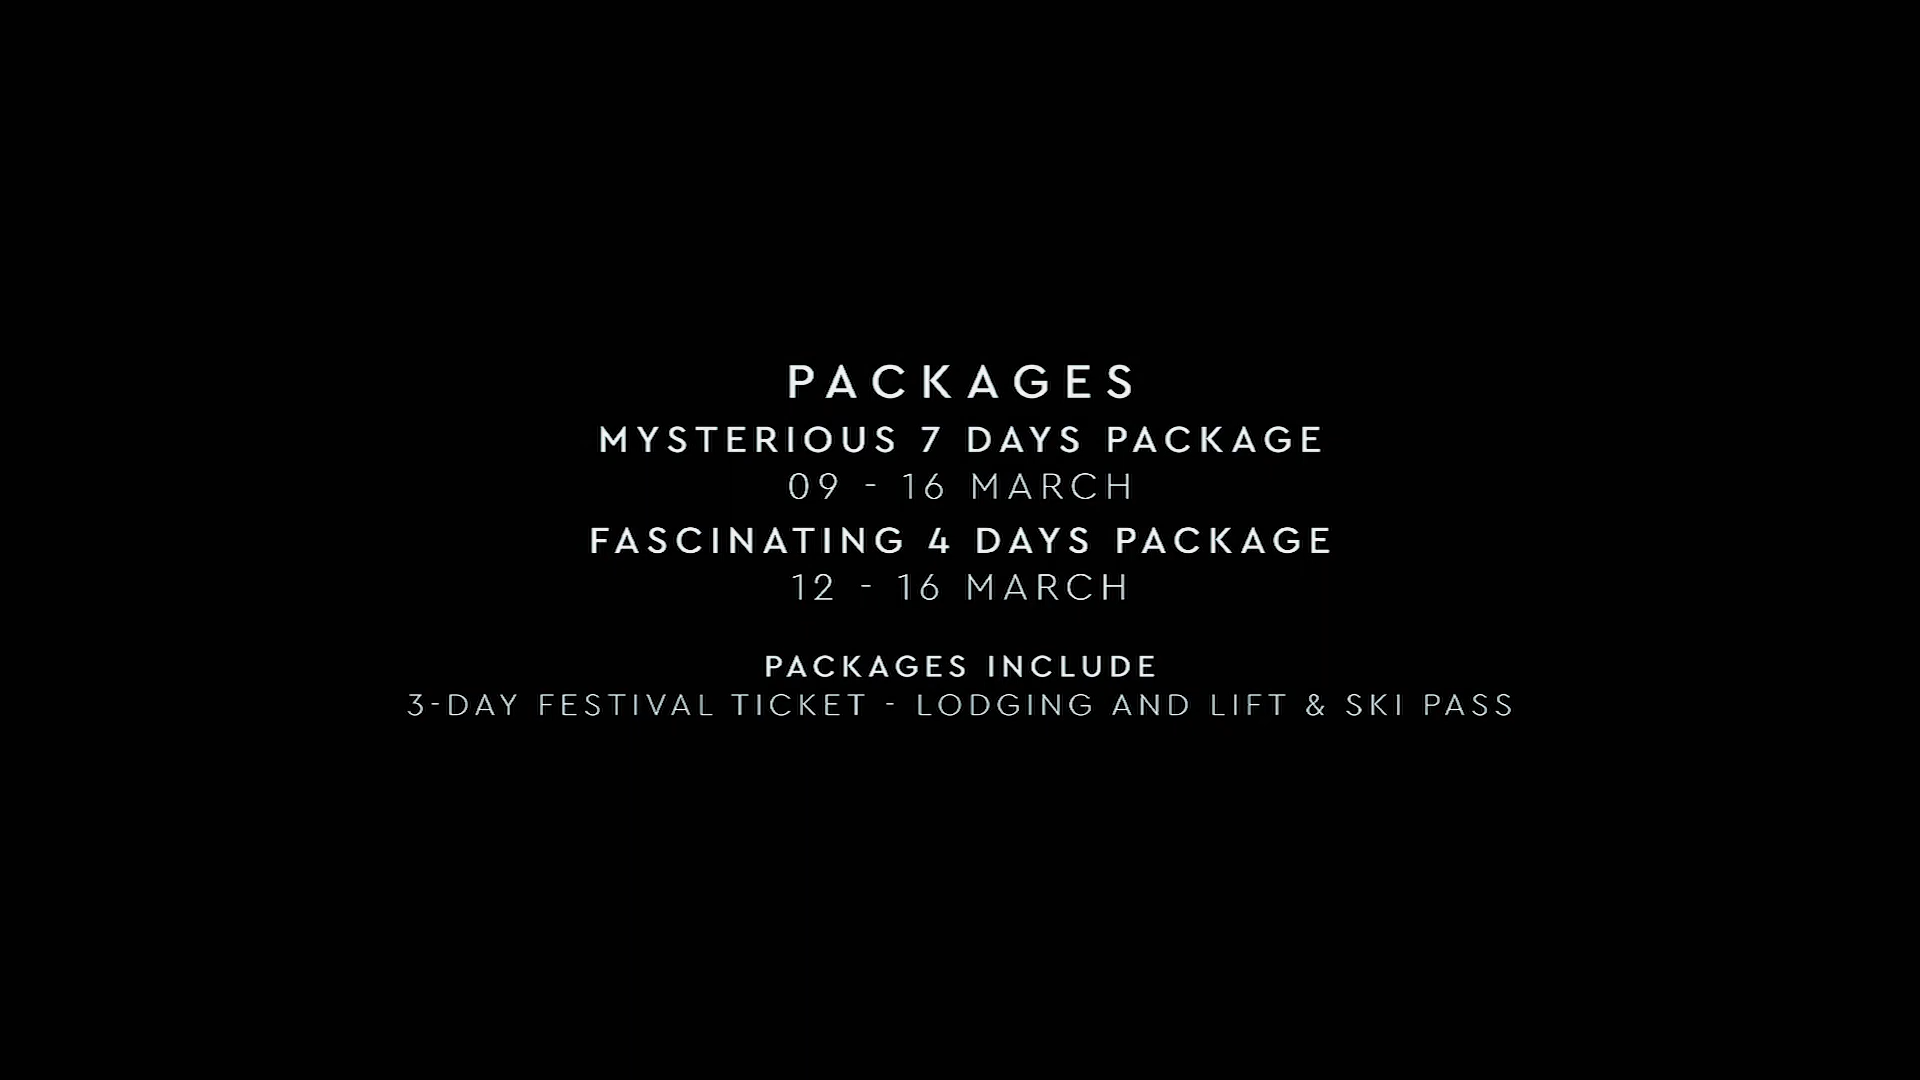 PACKAGES
MYSTERIOUS 7 DAYS PACKAGE
09 - 16 MARCH
FASCINATING 4 DAYS PACKAGE
12 - 16 MARCH
PACKAGES INCLUDE
3-DAY FESTIVAL TICKET - LODGING AND LIFT & SKI PASS